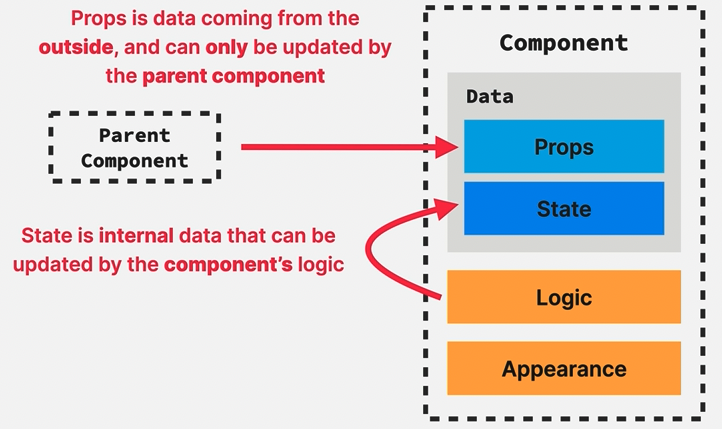 Props is data coming from the
outside, and can only be updated by
the parent component
Parent
Component
State is internal data that can be
updated by the component's logic
Component
Data
Props
State
Logic
Appearance